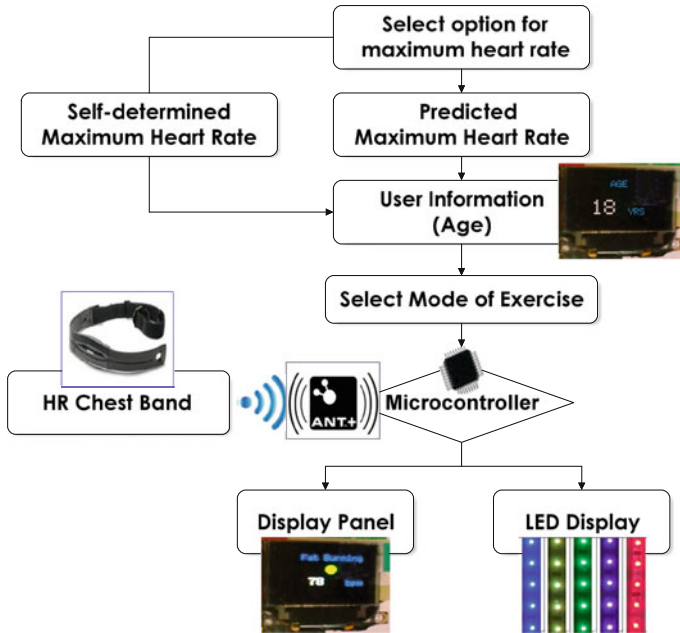 Select option for
maximum heart rate
Self-determined
Maximum Heart Rate
Predicted
Maximum Heart Rate
User Information
(Age)
AGE
18 YRS
Select Mode of Exercise
HR Chest Band
ANT+
Microcontroller
Display Panel
Fat Burning
78 bpm
LED Display